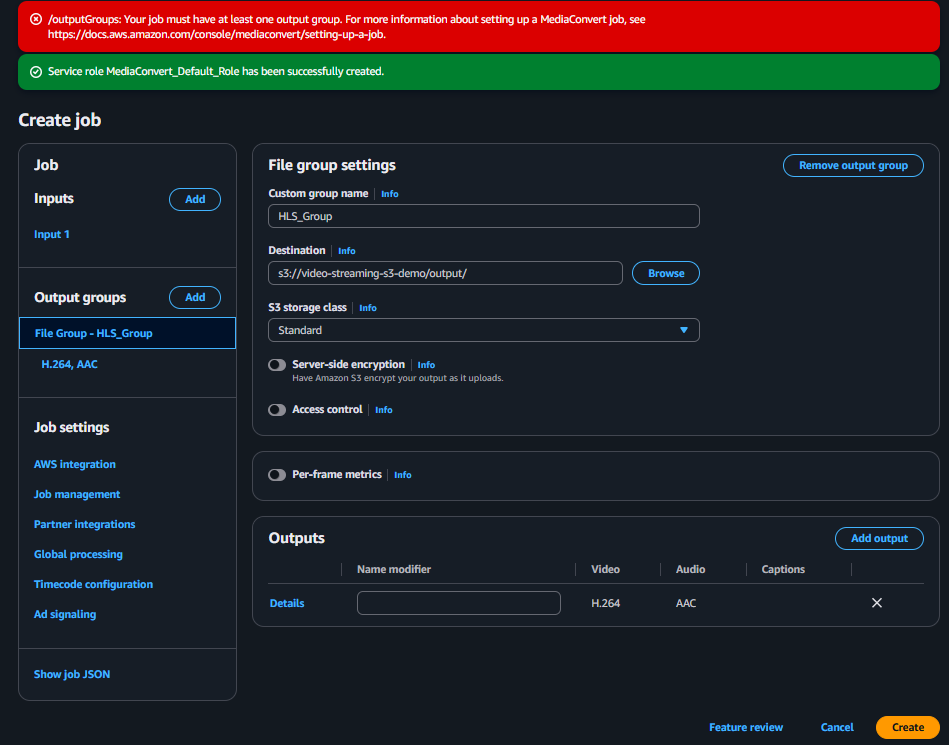 /outputGroups: Your job must have at least one output group. For more information about setting up a MediaConvert job, see
https://docs.aws.amazon.com/console/mediaconvert/setting-up-a-job.
Service role MediaConvert_Default_Role has been successfully created.
Create job
Job
Inputs
Add
Input 1
Output groups
Add
File Group - HLS_Group
H.264, AAC
Job settings
AWS integration
Job management
Partner integrations
Global processing
Timecode configuration
Ad signaling
Show job JSON
File group settings
Remove output group
Custom group name Info
HLS_Group
Destination Info
s3://video-streaming-s3-demo/output/
Browse
S3 storage class Info
Standard
Server-side encryption Info
Have Amazon S3 encrypt your output as it uploads.
Access control Info
Per-frame metrics Info
Outputs
Add output
Name modifier Video Audio Captions
Details H.264 AAC
Feature review Cancel Create